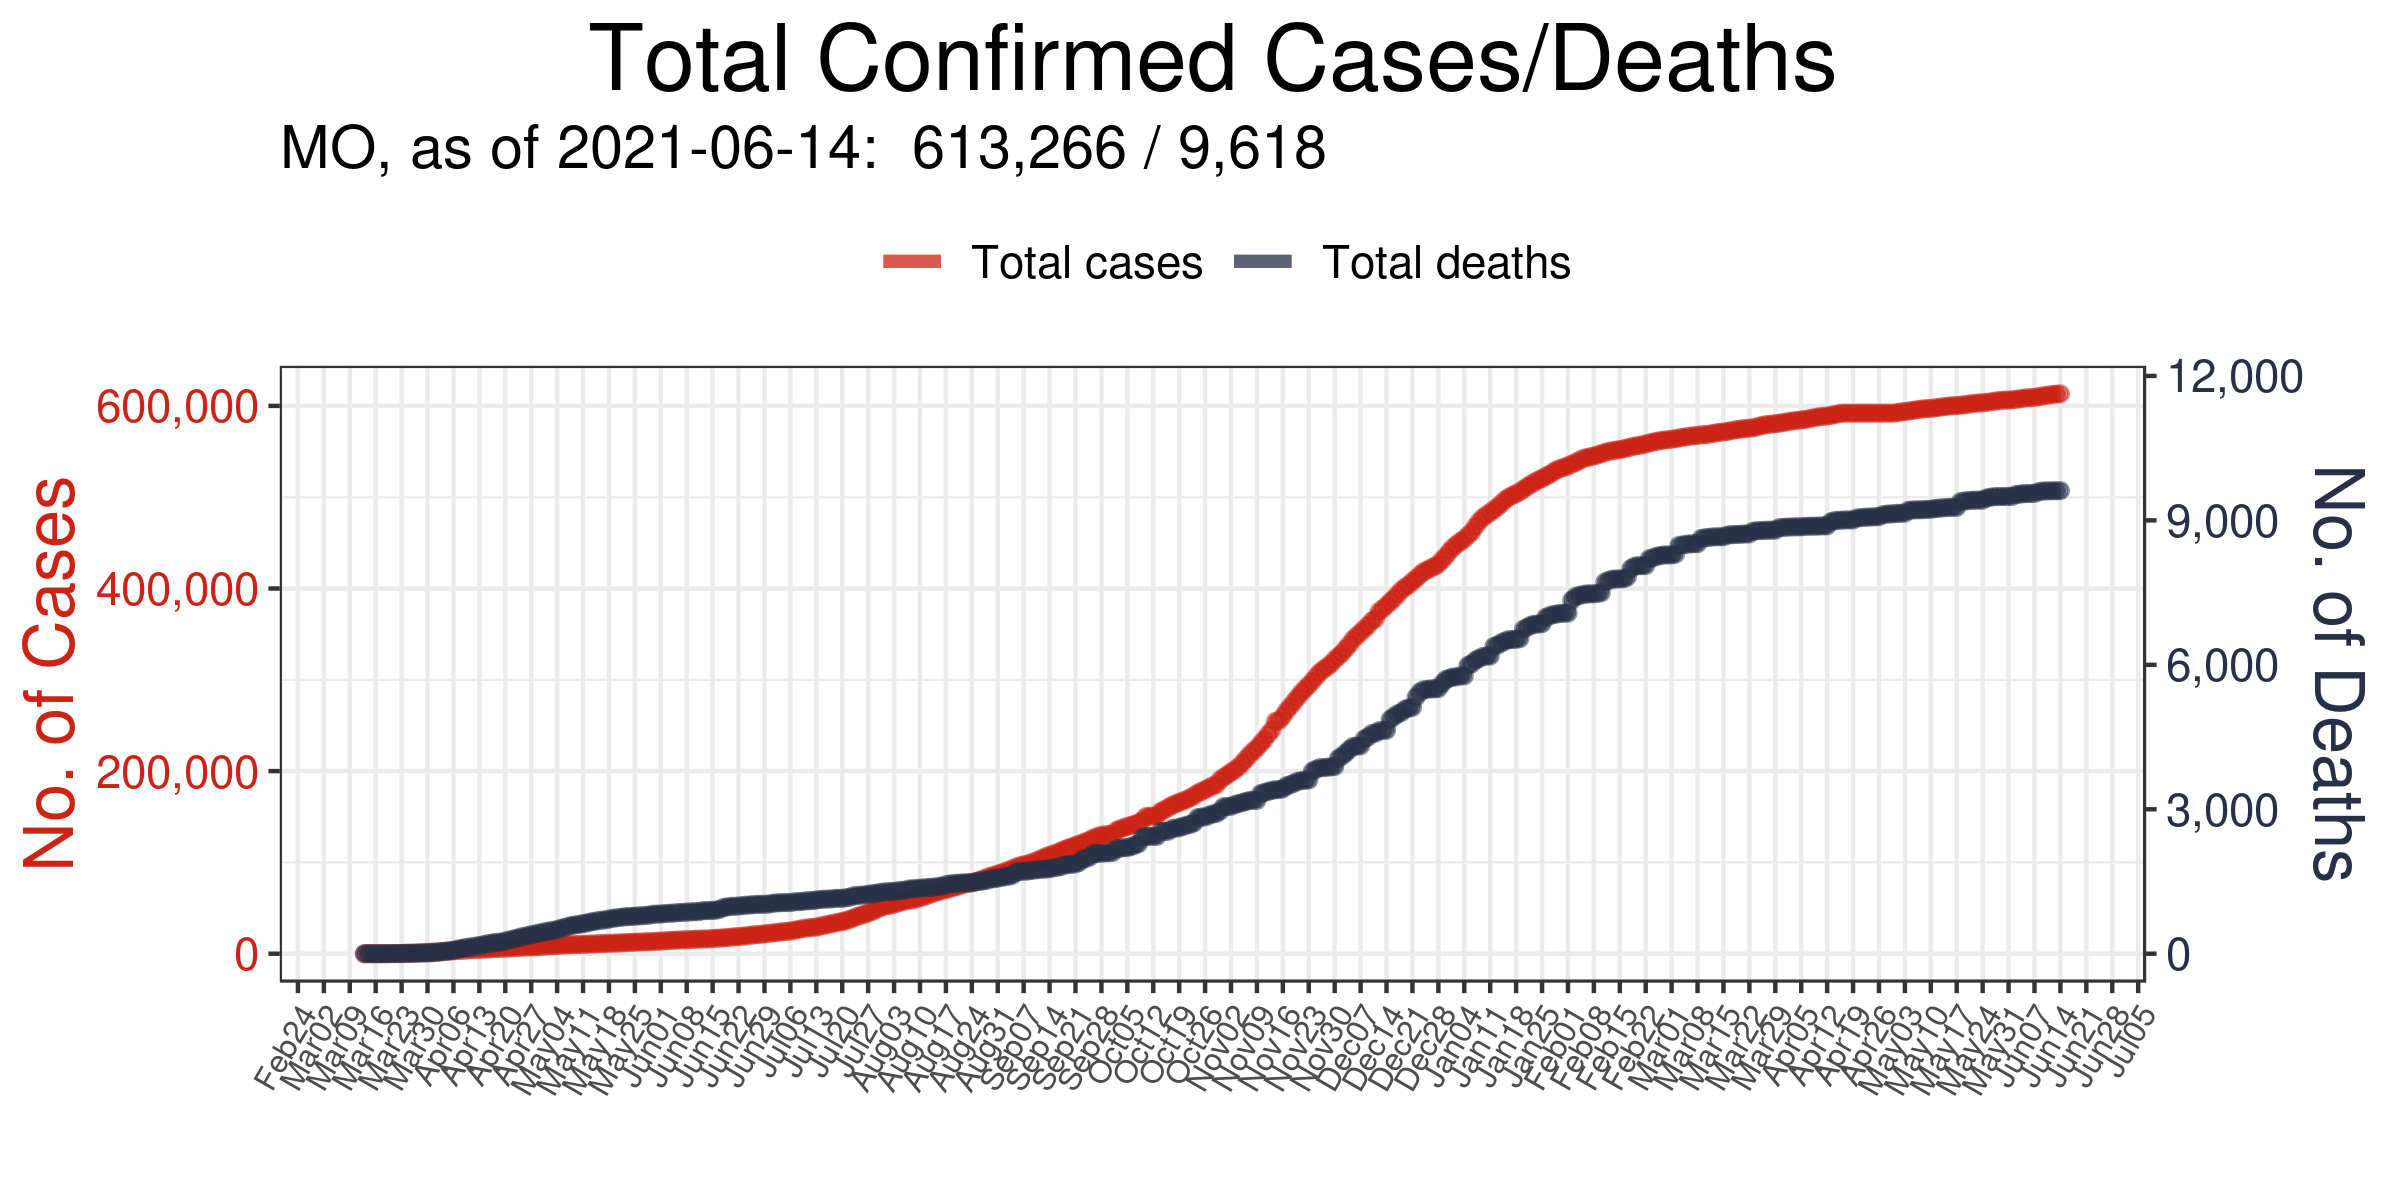 Total Confirmed Cases/Deaths
MO, as of 2021-06-14:  613,266 / 9,618
Total cases
Total deaths
No. of Cases
600,000
400,000
200,000
0
12,000
9,000
6,000
3,000
0
No. of Deaths
Feb24
Mar02
Mar09
Mar16
Mar23
Mar30
Apr06
Apr13
Apr20
Apr27
May04
May11
May18
May25
Jun01
Jun08
Jun15
Jun22
Jun29
Jul06
Jul13
Jul20
Jul27
Aug03
Aug10
Aug17
Aug24
Aug31
Sep07
Sep14
Sep21
Sep28
Oct05
Oct12
Oct19
Oct26
Nov02
Nov09
Nov16
Nov23
Nov30
Dec07
Dec14
Dec21
Dec28
Dec04
Jan11
Jan18
Jan25
Feb01
Feb08
Feb15
Feb22
Mar01
Mar08
Mar15
Mar22
Mar29
Apr05
Apr12
Apr19
Apr26
May03
May10
May17
May24
May31
Jun07
Jun14
Jun21
Jun28
Jul05